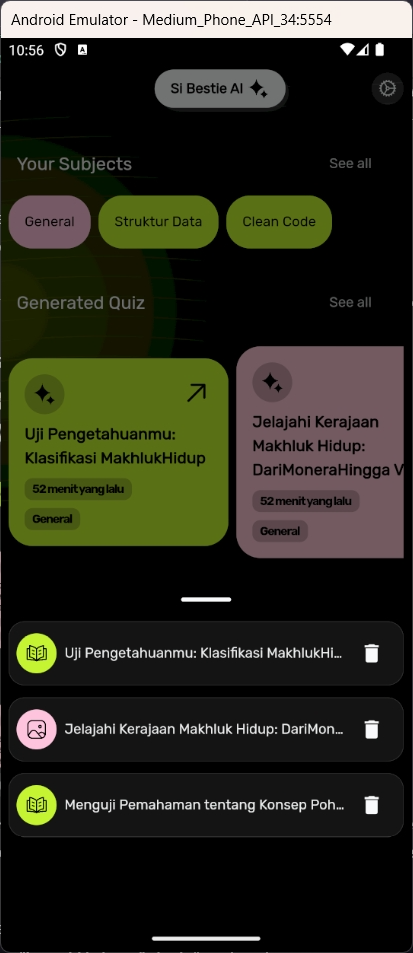 Android Emulator - Medium_Phone_API_34:5554
10:56
A
Si Bestie AI
Your Subjects
See all
General
Struktur Data
Clean Code
Generated Quiz
See all
Uji Pengetahuanmu:
Klasifikasi MakhlukHidup
52 menit yang lalu
General
Jelajahi Kerajaan
Makhluk Hidup:
DariMoneraHingga V
52 menit yang lalu
General
Uji Pengetahuanmu: Klasifikasi MakhlukHi...
Jelajahi Kerajaan Makhluk Hidup: DariMon...
Menguji Pemahaman tentang Konsep Poh...